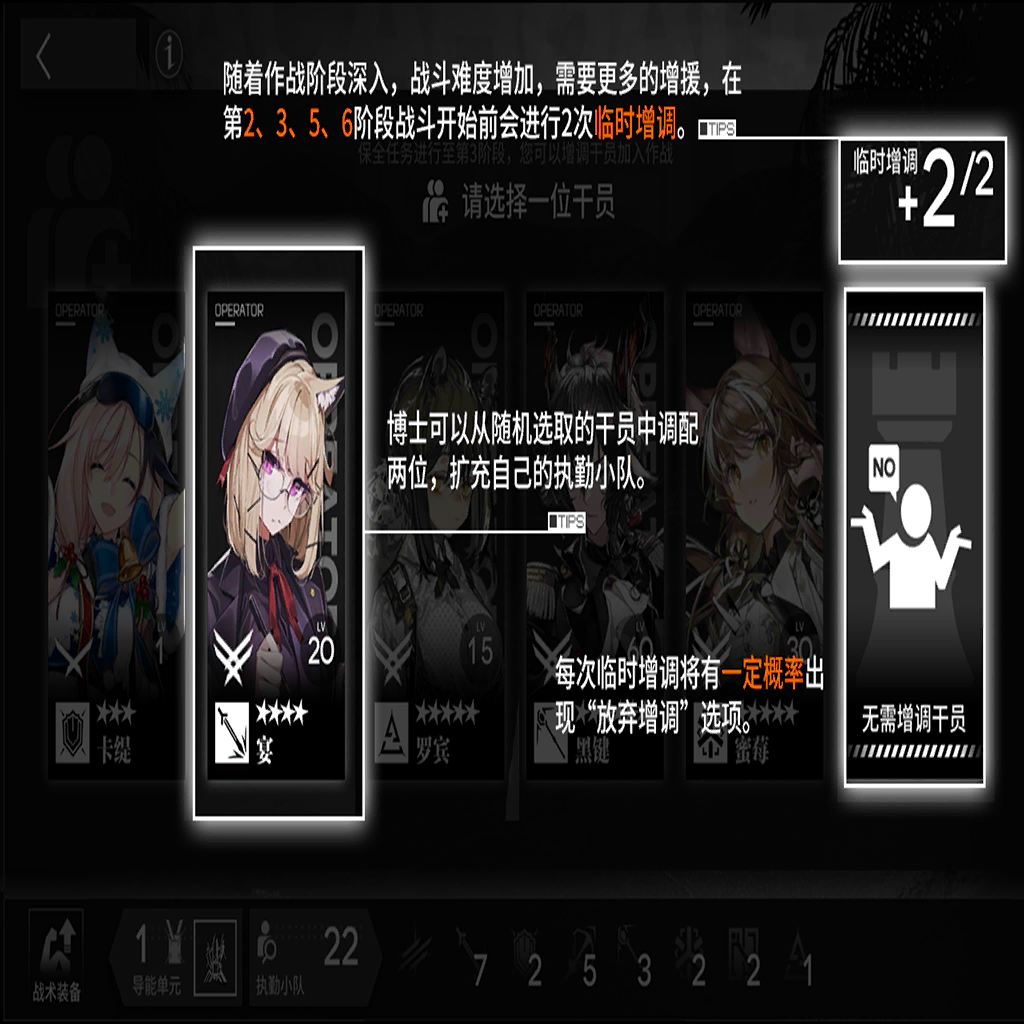 随着作战阶段深入，战斗难度增加，需要更多的增援，在
第2、3、5、6阶段战斗开始前会进行2次临时增调。
TIPS
保全任务进行至第3阶段，您可以增调干员加入作战
请选择一位干员
临时增调
+2/2
OPERATOR
OPERATOR
OPERATOR
OPERATOR
OPERATOR
OPERATOR
博士可以从随机选取的干员中调配
两位，扩充自己的执勤小队。
TIPS
NO
LV
1
20
15
60
30
每次临时增调将有一定概率出
现“放弃增调”选项。
卡缇
宴
罗宾
黑键
蜜莓
无需增调干员
战术装备
1
导能单元
执勤小队
22
7
2
5
3
2
2
1